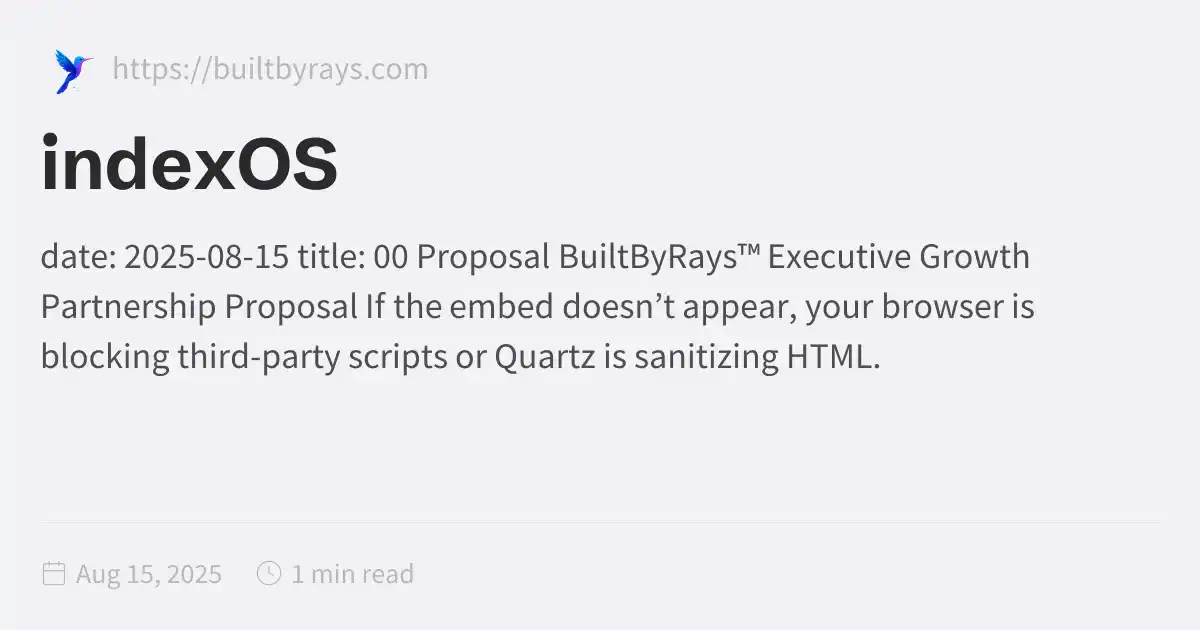 https://builtbyrays.com
indexOS
date: 2025-08-15 title: 00 Proposal BuiltByRays™ Executive Growth
Partnership Proposal If the embed doesn’t appear, your browser is
blocking third-party scripts or Quartz is sanitizing HTML.
Aug 15, 2025 1 min read